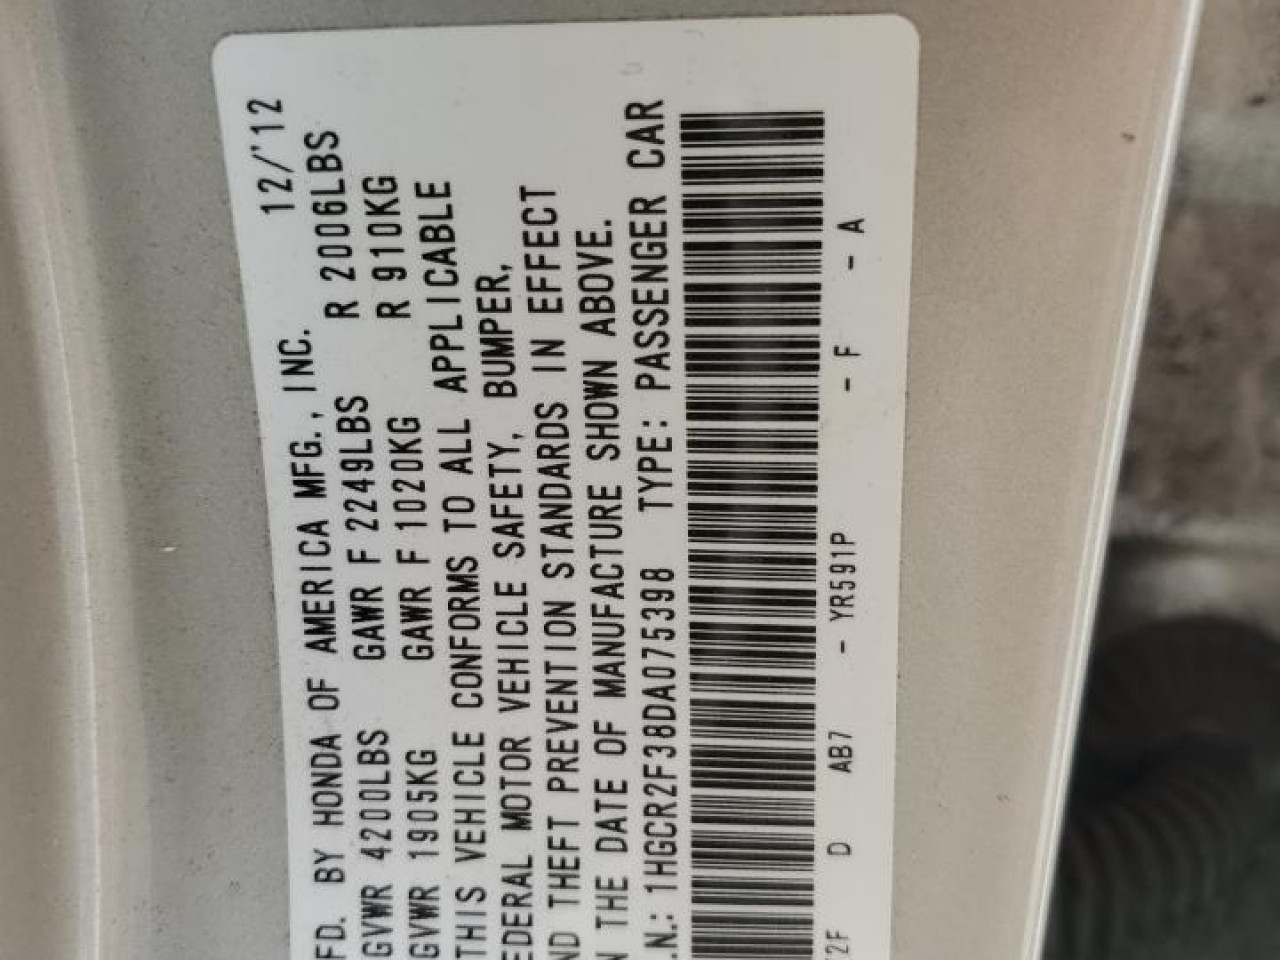 FD. BY HONDA OF AMERICA MFG., INC. 12/'12
GVWR 4200LBS GAWR F 2249LBS R 2006LBS
GVWR 1905KG GAWR F 1020KG R 910KG
THIS VEHICLE CONFORMS TO ALL APPLICABLE
EDERAL MOTOR VEHICLE SAFETY, BUMPER,
ND THEFT PREVENTION STANDARDS IN EFFECT
N THE DATE OF MANUFACTURE SHOWN ABOVE.
.N.: 1HGCR2F38DA075398 TYPE: PASSENGER CAR
T2F D AB7 - YR591P - F - A